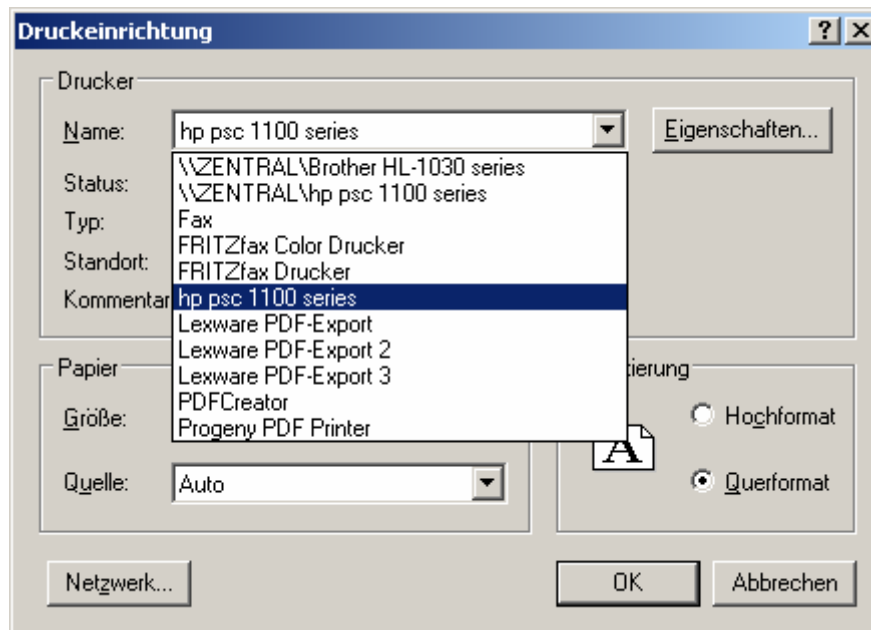 Druckeinrichtung
Drucker
Name: hp psc 1100 series Eigenschaften...
\\ZENTRAL\Brother HL-1030 series
Status: \\ZENTRAL\hp psc 1100 series
Typ: Fax
FRITZfax Color Drucker
Standort: FRITZfax Drucker
Kommentar hp psc 1100 series
Lexware PDF-Export
Lexware PDF-Export 2
Papier Lexware PDF-Export 3 tierung
Größe: PDFCreator Hochformat
Progeny PDF Printer
A
Quelle: Auto Querformat
Netzwerk... OK Abbrechen